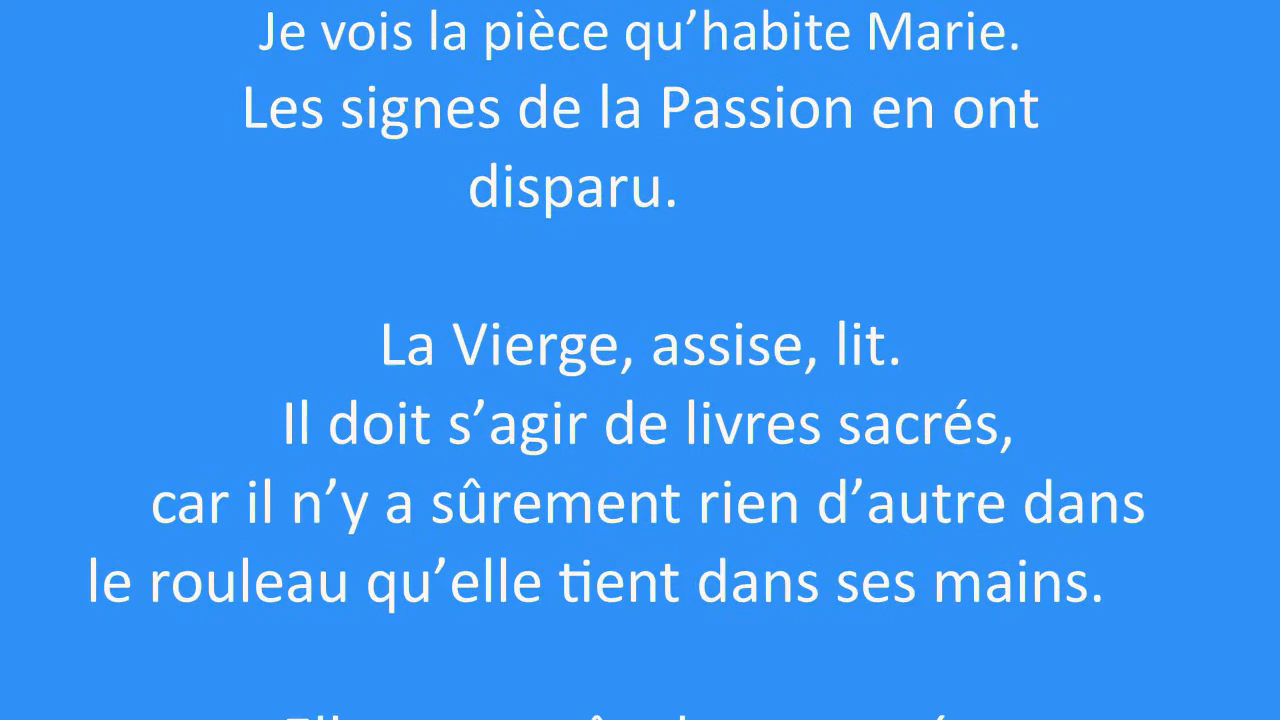 Je vois la pièce qu’habite Marie.
Les signes de la Passion en ont
disparu.
La Vierge, assise, lit.
Il doit s’agir de livres sacrés,
car il n’y a sûrement rien d’autre dans
le rouleau qu’elle tient dans ses mains.